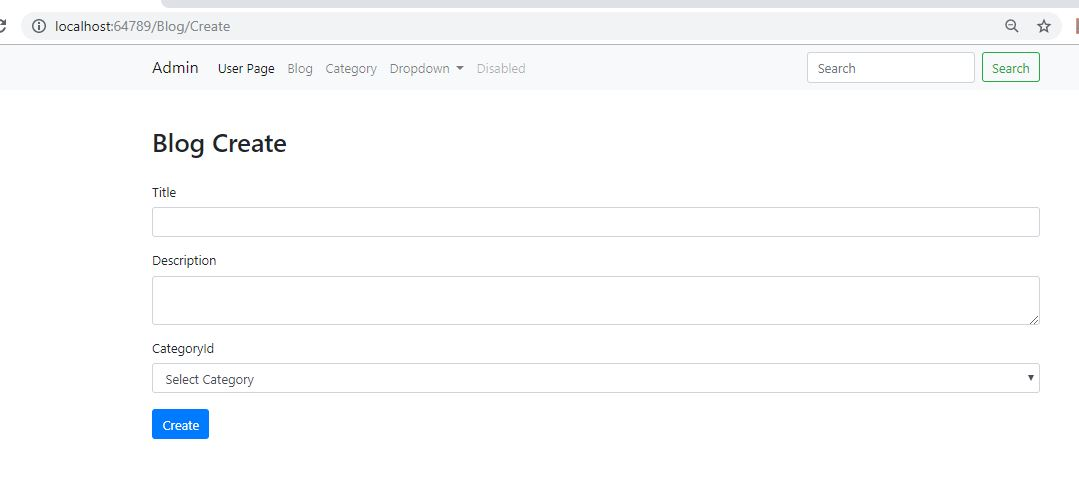 localhost:64789/Blog/Create
Admin User Page Blog Category Dropdown Disabled Search Search
Blog Create
Title
Description
CategoryId
Select Category
Create